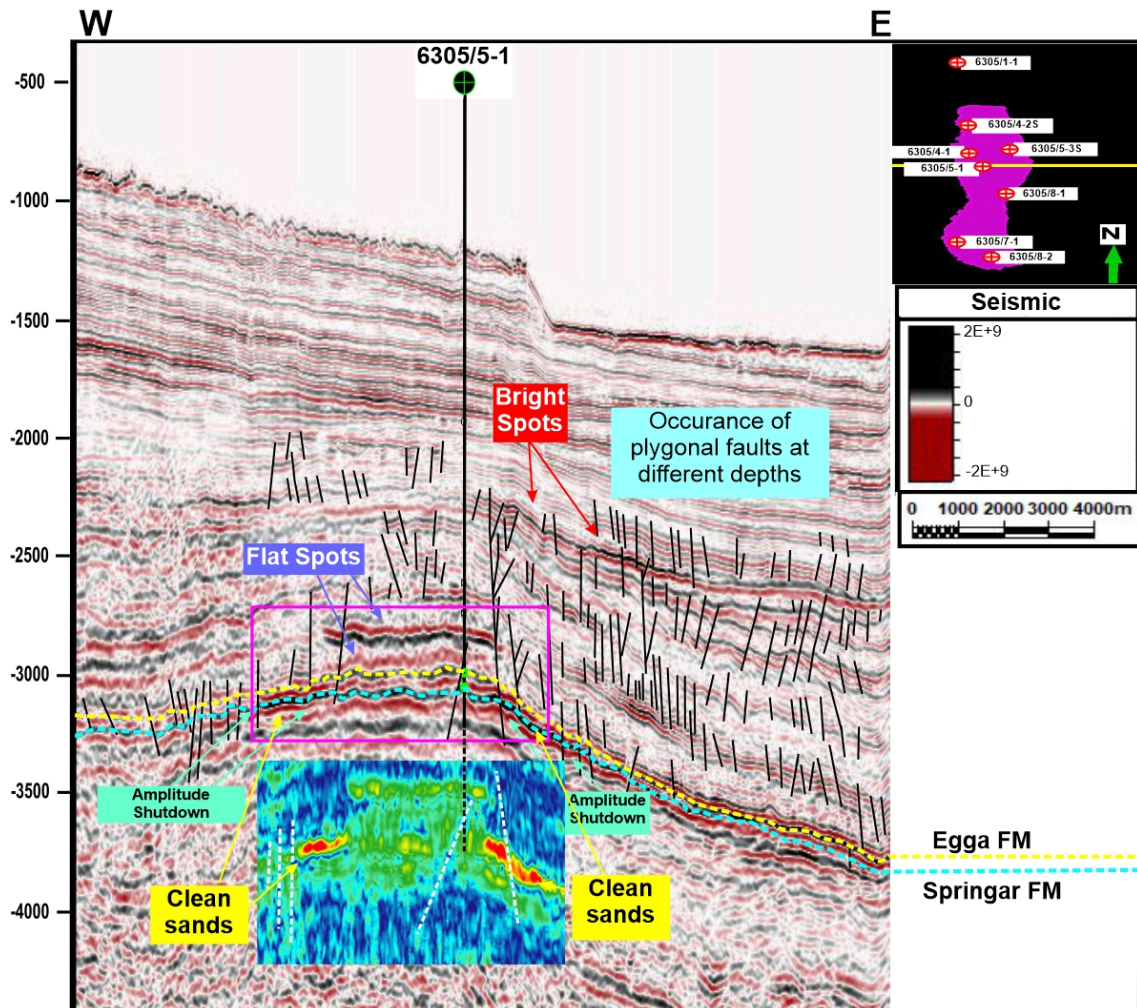 W
E
6305/5-1
-500
-1000
-1500
-2000
-2500
-3000
-3500
-4000
6305/1-1
6305/4-2S
6305/4-1
6305/5-3S
6305/5-1
6305/8-1
6305/7-1
6305/8-2
N
Seismic
2E+9
0
-2E+9
0 1000 2000 3000 4000m
Bright
Spots
Occurance of
plygonal faults at
different depths
Flat Spots
Amplitude
Shutdown
Amplitude
Shutdown
Clean
sands
Clean
sands
Egga FM
Springar FM